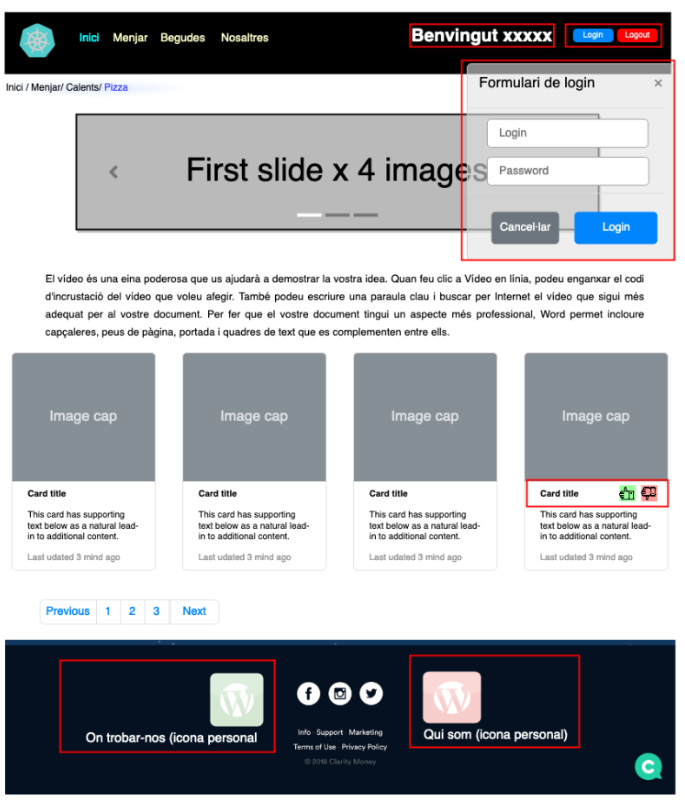 Inici Menjar Begudes Nosaltres Benvingut xxxxx Login Logout
Inici / Menjar/ Calents/ Pizza
Formulari de login ×
Login
Password
Cancel·lar Login
First slide x 4 images
El vídeo és una eina poderosa que us ajudarà a demostrar la vostra idea. Quan feu clic a Vídeo en línia, podeu enganxar el codi
d'incrustació del vídeo que voleu afegir. També podeu escriure una paraula clau i buscar per Internet el vídeo que sigui més
adequat per al vostre document. Per fer que el vostre document tingui un aspecte més professional, Word permet incloure
capçaleres, peus de pàgina, portada i quadres de text que es complementen entre ells.
Image cap Image cap Image cap Image cap
Card title Card title Card title Card title
This card has supporting This card has supporting This card has supporting This card has supporting
text below as a natural lead- text below as a natural lead- text below as a natural lead- text below as a natural lead-
in to additional content. in to additional content. in to additional content. in to additional content.
Last udated 3 mind ago Last udated 3 mind ago Last udated 3 mind ago Last udated 3 mind ago
Previous 1 2 3 Next
On trobar-nos (icona personal
Info · Support · Marketing
Terms of Use · Privacy Policy
© 2018 Clarity Money
Qui som (icona personal)